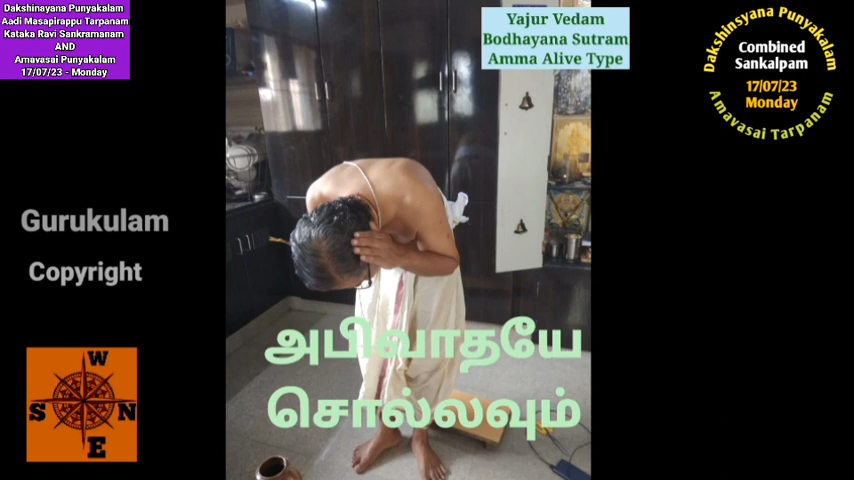 Dakshinayana Punyakalam
Aadi Masapirappu Tarpanam
Kataka Ravi Sankramanam
AND
Amavasai Punyakalam
17/07/23 - Monday
Yajur Vedam
Bodhayana Sutram
Amma Alive Type
Dakshinsyana Punyakalam
Combined
Sankalpam
17/07/23
Monday
Amavasai Tarpanam
Gurukulam
Copyright
அபிவாதயே
சொல்லவும்
W
S N
E